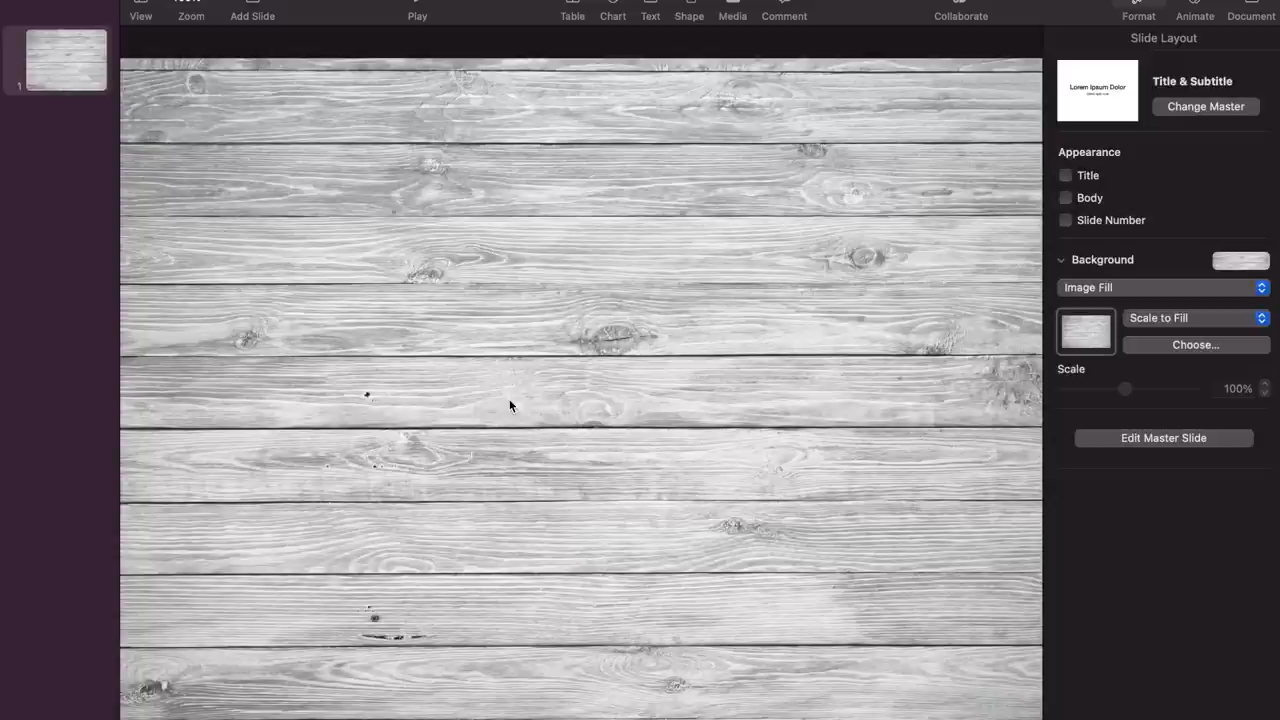 View
Zoom
Add Slide
Play
Table
Chart
Text
Shape
Media
Comment
Collaborate
Format
Animate
Document
Slide Layout
Lorem Ipsum Dolor
Title & Subtitle
Change Master
Appearance
Title
Body
Slide Number
Background
Image Fill
Scale to Fill
Choose...
Scale
100%
Edit Master Slide
1